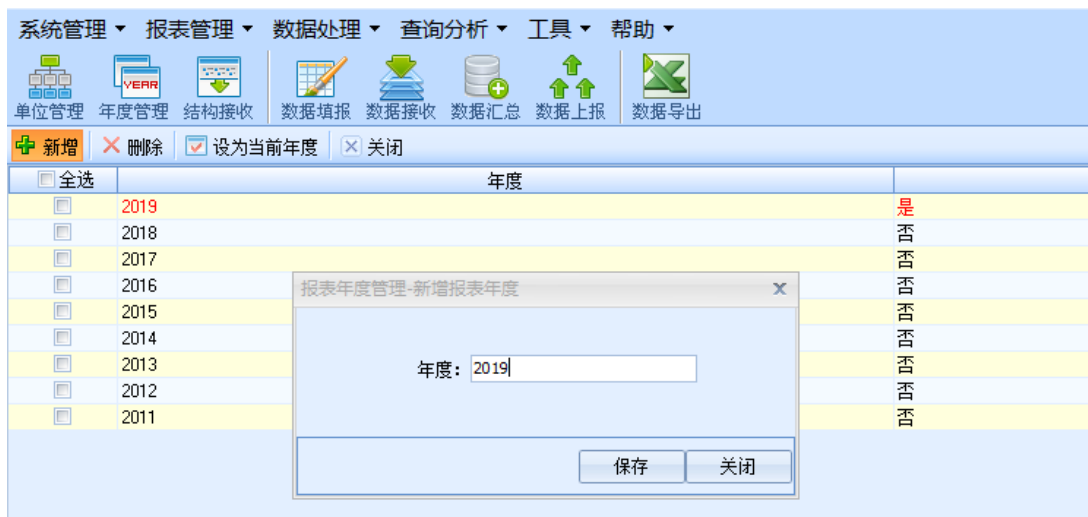 系统管理 报表管理 数据处理 查询分析 工具 帮助
YEAR
单位管理 年度管理 结构接收 数据填报 数据接收 数据汇总 数据上报 数据导出
新增 删除 设为当前年度 关闭
全选 年度
2019 是
2018 否
2017 否
2016 否
报表年度管理-新增报表年度
2015 否
2014 否
2013 否
年度: 2019
2012 否
2011 否
保存 关闭